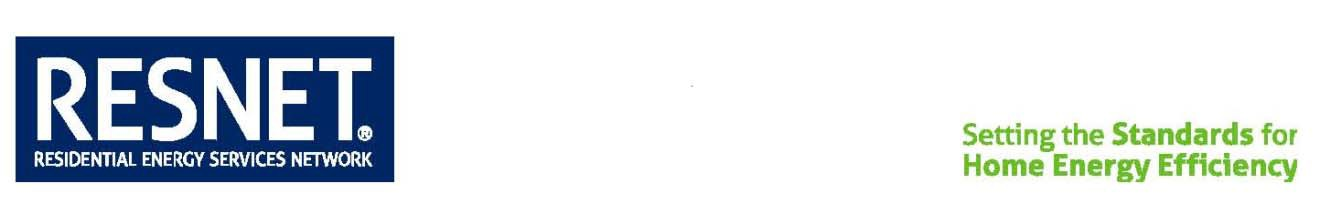 RESNET®
RESIDENTIAL ENERGY SERVICES NETWORK
Setting the Standards for
Home Energy Efficiency